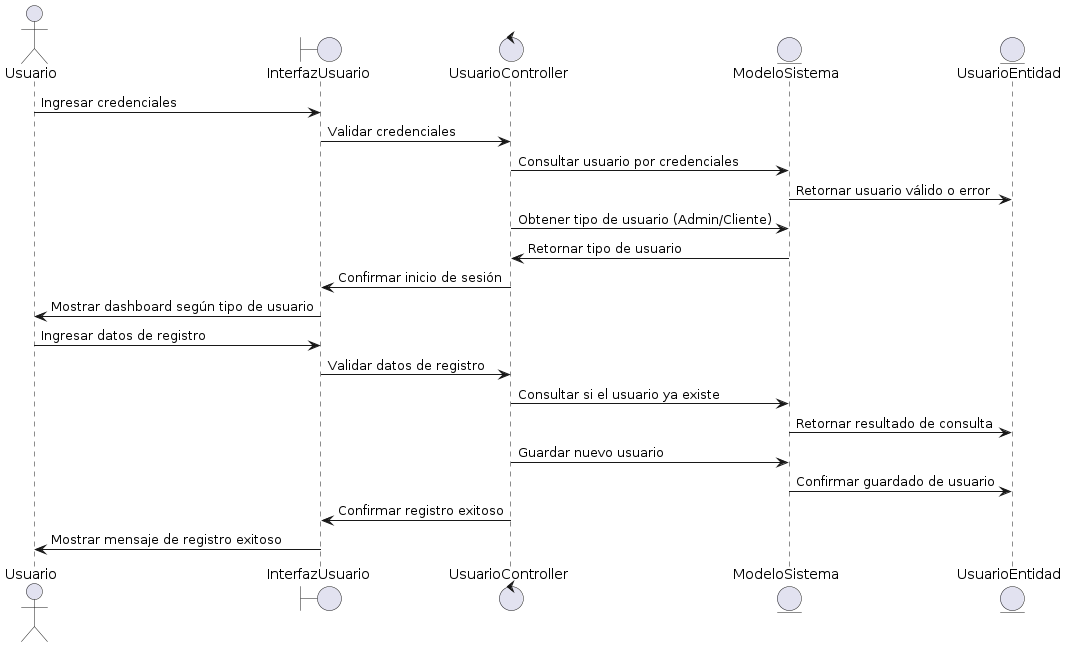 Usuario
InterfazUsuario
UsuarioController
ModeloSistema
UsuarioEntidad
Ingresar credenciales
Validar credenciales
Consultar usuario por credenciales
Retornar usuario válido o error
Obtener tipo de usuario (Admin/Cliente)
Retornar tipo de usuario
Confirmar inicio de sesión
Mostrar dashboard según tipo de usuario
Ingresar datos de registro
Validar datos de registro
Consultar si el usuario ya existe
Retornar resultado de consulta
Guardar nuevo usuario
Confirmar guardado de usuario
Confirmar registro exitoso
Mostrar mensaje de registro exitoso
Usuario
InterfazUsuario
UsuarioController
ModeloSistema
UsuarioEntidad